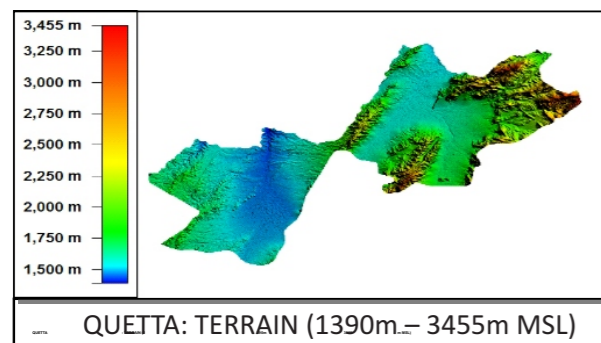 3,455 m
3,250 m
3,000 m
2,750 m
2,500 m
2,250 m
2,000 m
1,750 m
1,500 m
QUETTA: TERRAIN (1390m – 3455m MSL)